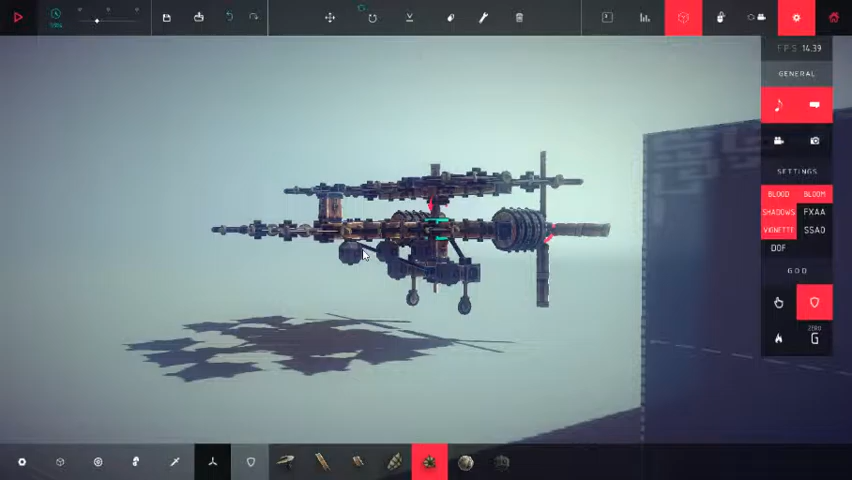 FPS 14.39
GENERAL
SETTINGS
BLOOD BLOOM
SHADOWS FXAA
VIGNETTE SSAO
DOF
GOD
ZERO
G